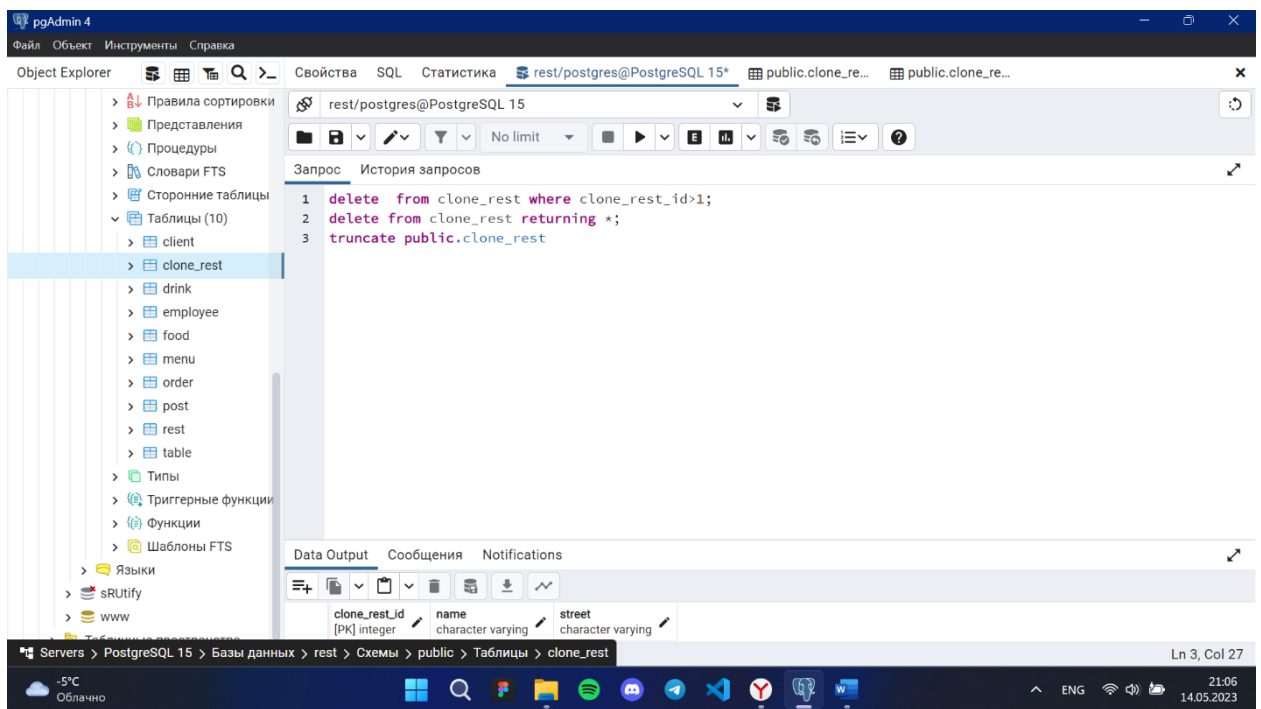 pgAdmin 4
Файл Объект Инструменты Справка
Object Explorer
Свойства SQL Статистика rest/postgres@PostgreSQL 15* public.clone_re... public.clone_re...
Правила сортировки
Представления
Процедуры
Словари FTS
Сторонние таблицы
Таблицы (10)
client
clone_rest
drink
employee
food
menu
order
post
rest
table
Типы
Триггерные функции
Функции
Шаблоны FTS
Языки
sRUtify
www
rest/postgres@PostgreSQL 15
No limit
E
Запрос История запросов
1 delete  from clone_rest where clone_rest_id>1;
2 delete from clone_rest returning *;
3 truncate public.clone_rest
Data Output Сообщения Notifications
clone_rest_id name street
[PK] integer character varying character varying
Servers > PostgreSQL 15 > Базы данных > rest > Схемы > public > Таблицы > clone_rest
Ln 3, Col 27
-5°C
Облачно
ENG
21:06
14.05.2023